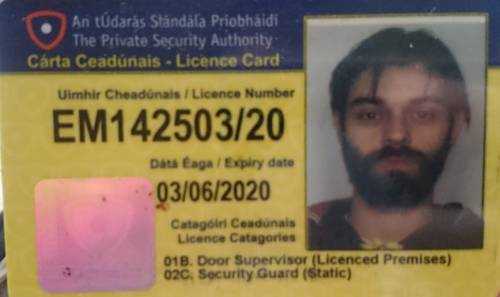 An tÚdarás Slándála Príobháidí
The Private Security Authority
Cárta Ceadúnais - Licence Card
Uimhir Cheadúnais / Licence Number
EM142503/20
Dátá Éaga / Expiry date
03/06/2020
Catagóirí Ceadúnais
Licence Catagories
01B. Door Supervisor (Licenced Premises)
02C. Security Guard (Static)